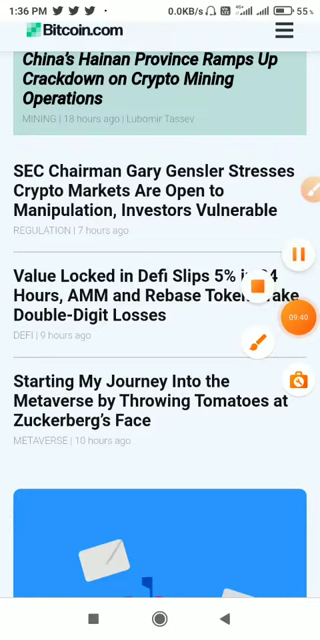 1:36 PM
0.0KB/s
4G
55
Bitcoin.com
China's Hainan Province Ramps Up
Crackdown on Crypto Mining
Operations
MINING | 18 hours ago | Lubomir Tassev
SEC Chairman Gary Gensler Stresses
Crypto Markets Are Open to
Manipulation, Investors Vulnerable
REGULATION | 7 hours ago
Value Locked in Defi Slips 5% 24
Hours, AMM and Rebase
Double-Digit Losses
DEFI | 9 hours ago
09:40
Starting My Journey Into the
Metaverse by Throwing Tomatoes at
Zuckerberg's Face
METAVERSE | 10 hours ago